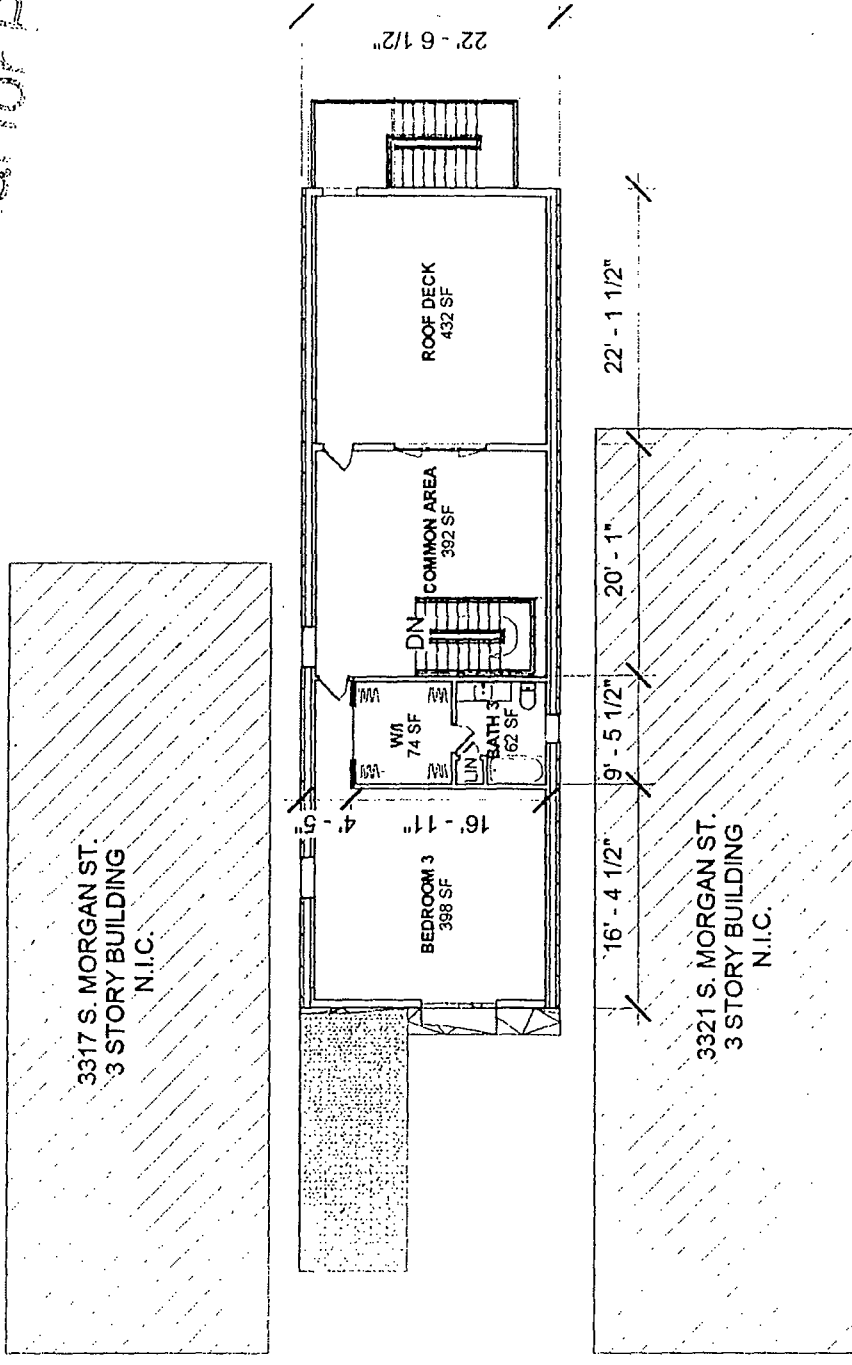 22' - 6 1/2"
ROOF DECK
432 SF
22' - 1 1/2"
COMMON AREA
392 SF
DN
20' - 1"
W/I
74 SF
BATH 3
62 SF
LIN
9' - 5 1/2"
4' - 5"
16' - 11"
BEDROOM 3
398 SF
16' - 4 1/2"
3317 S. MORGAN ST.
3 STORY BUILDING
N.I.C.
3321 S. MORGAN ST.
3 STORY BUILDING
N.I.C.